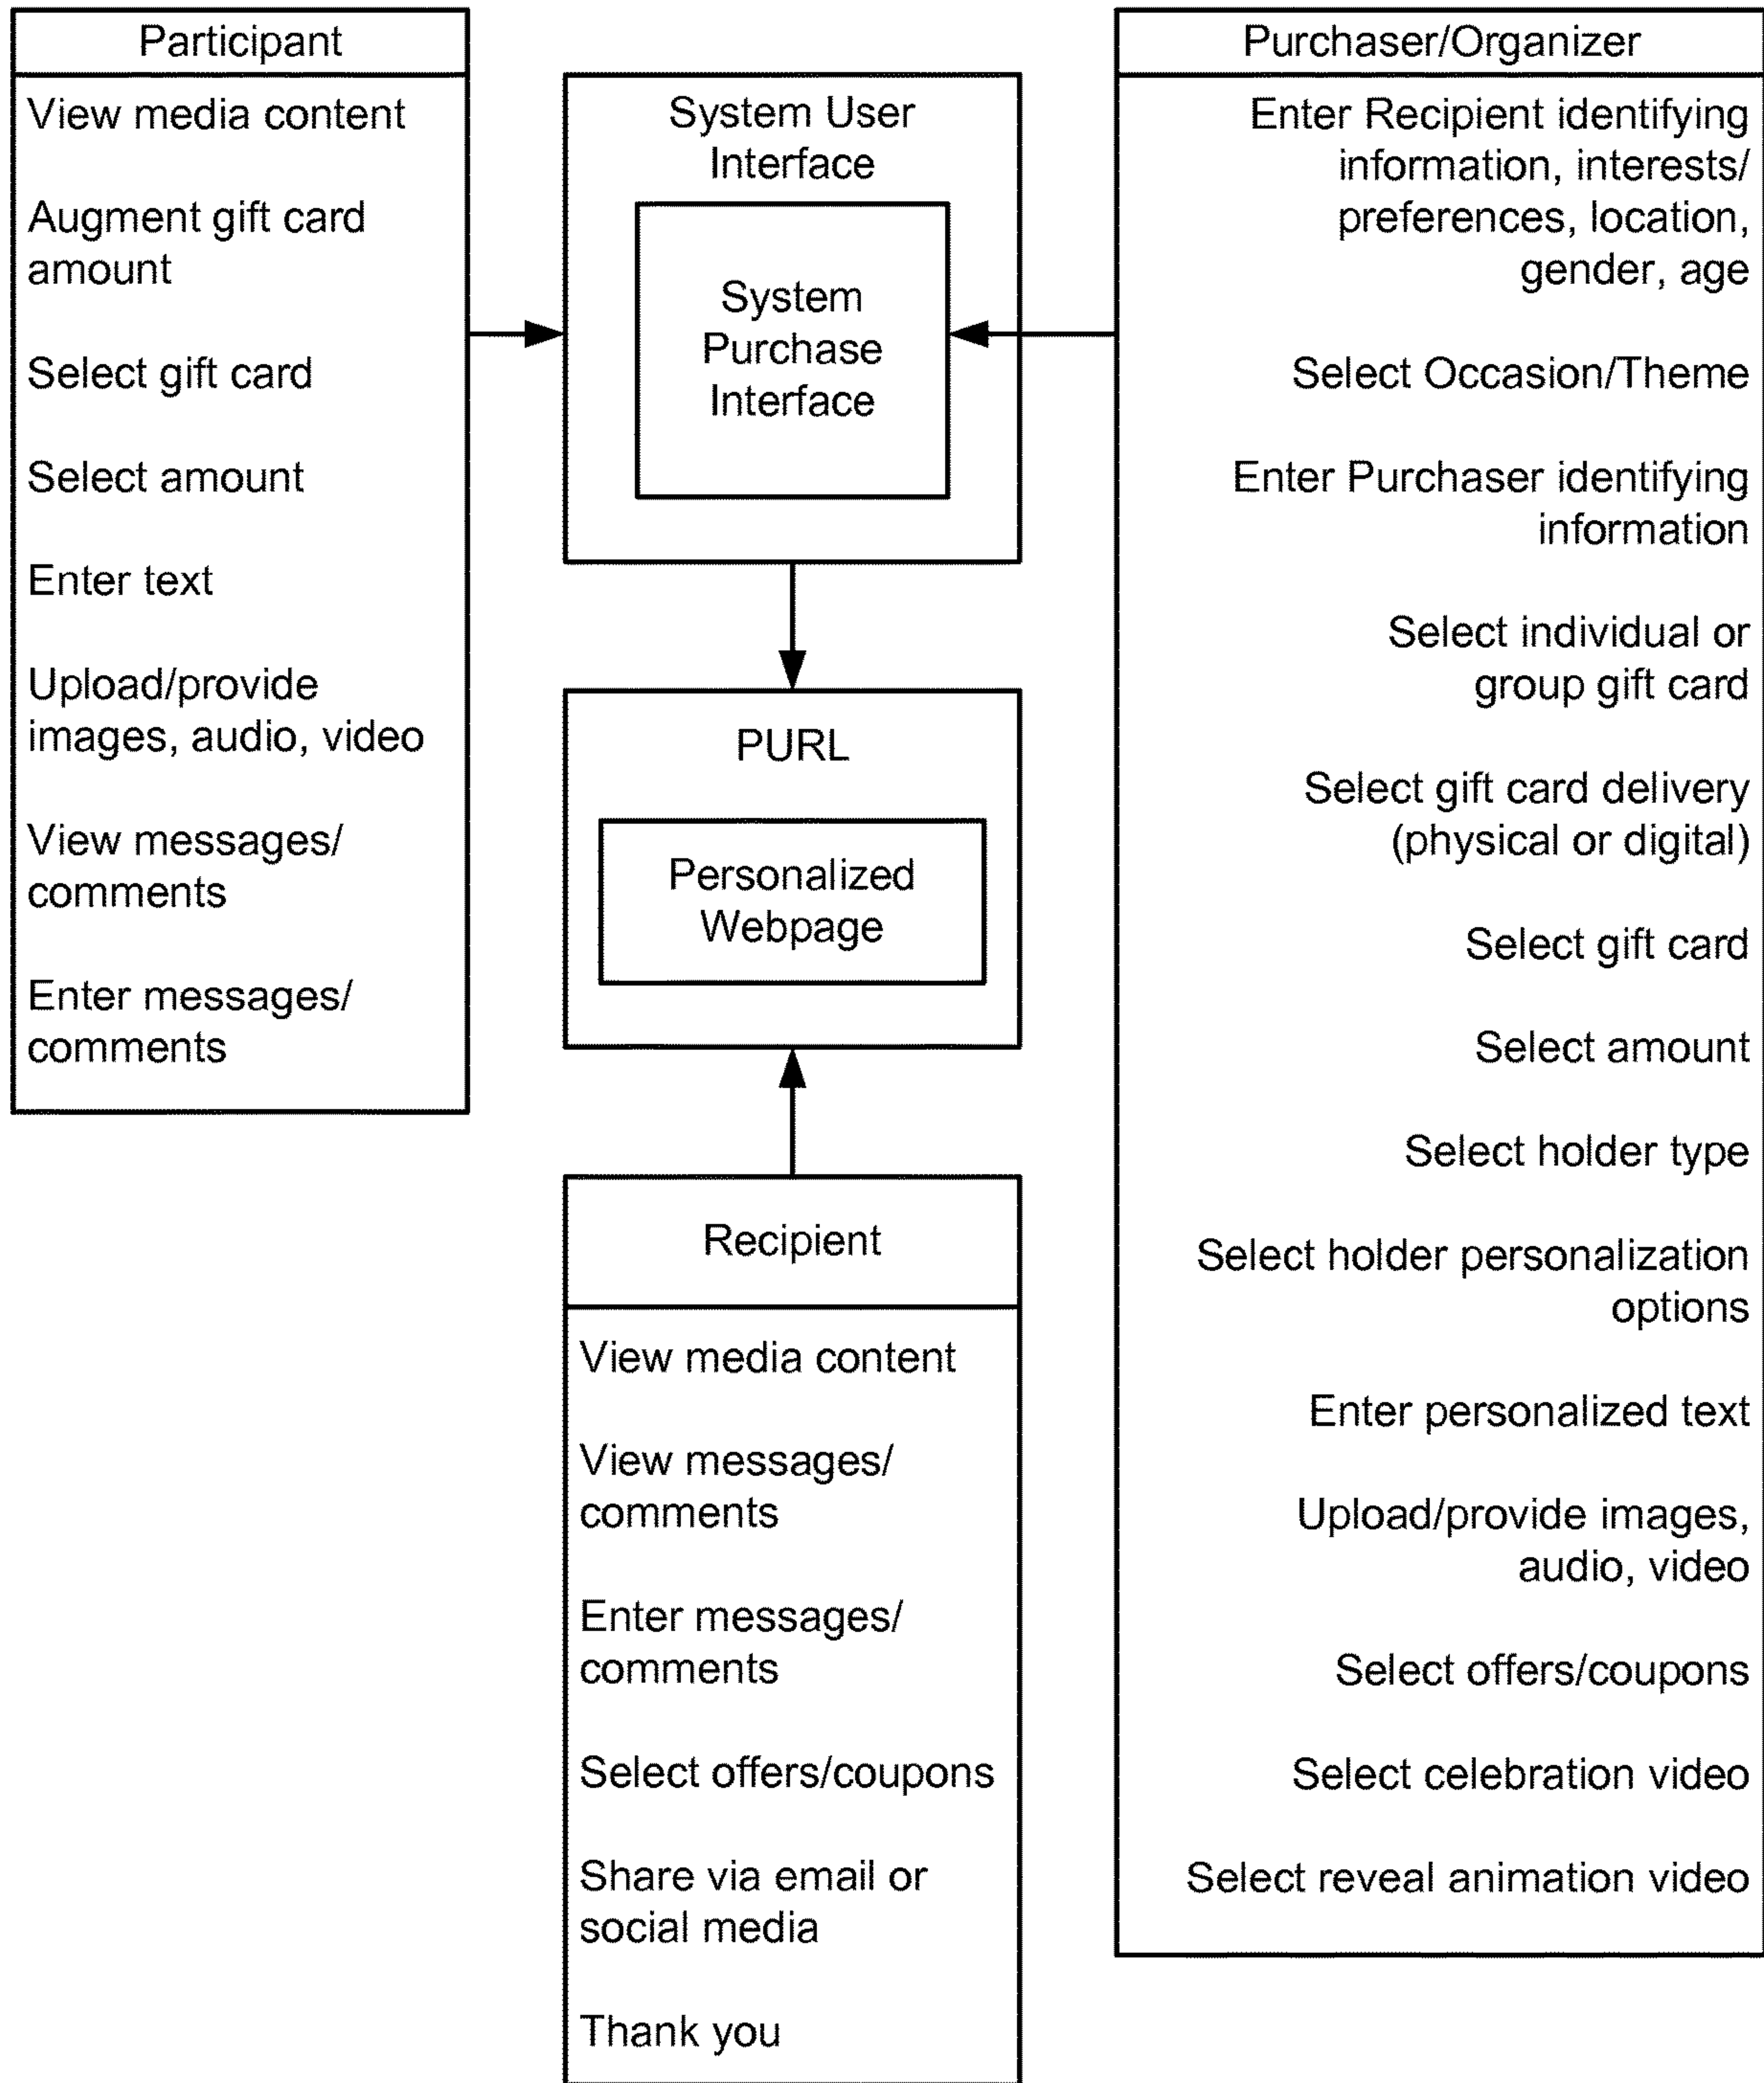 Participant
View media content
Augment gift card
amount
Select gift card
Select amount
Enter text
Upload/provide
images, audio, video
View messages/
comments
Enter messages/
comments
System User
Interface
System
Purchase
Interface
PURL
Personalized
Webpage
Recipient
View media content
View messages/
comments
Enter messages/
comments
Select offers/coupons
Share via email or
social media
Thank you
Purchaser/Organizer
Enter Recipient identifying
information, interests/
preferences, location,
gender, age
Select Occasion/Theme
Enter Purchaser identifying
information
Select individual or
group gift card
Select gift card delivery
(physical or digital)
Select gift card
Select amount
Select holder type
Select holder personalization
options
Enter personalized text
Upload/provide images,
audio, video
Select offers/coupons
Select celebration video
Select reveal animation video